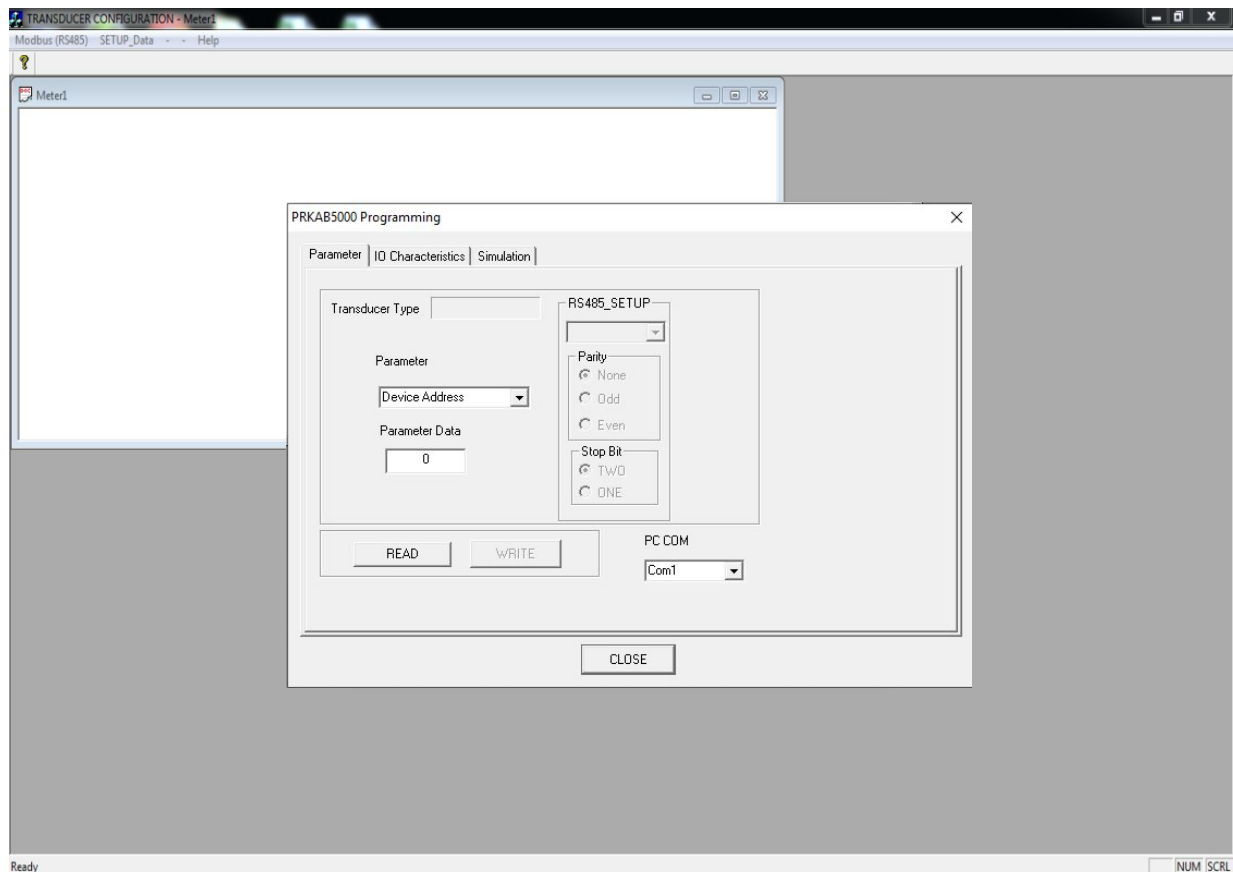 TRANSDUCER CONFIGURATION - Meter1
Modbus (RS485) SETUP_Data - - Help
?
Meter1
PRKAB5000 Programming
Parameter IO Characteristics Simulation
Transducer Type
RS485_SETUP
Parameter
Device Address
Parameter Data
0
Parity
None
Odd
Even
Stop Bit
TWO
ONE
READ WRITE
PC COM
Com1
CLOSE
Ready NUM SCRL